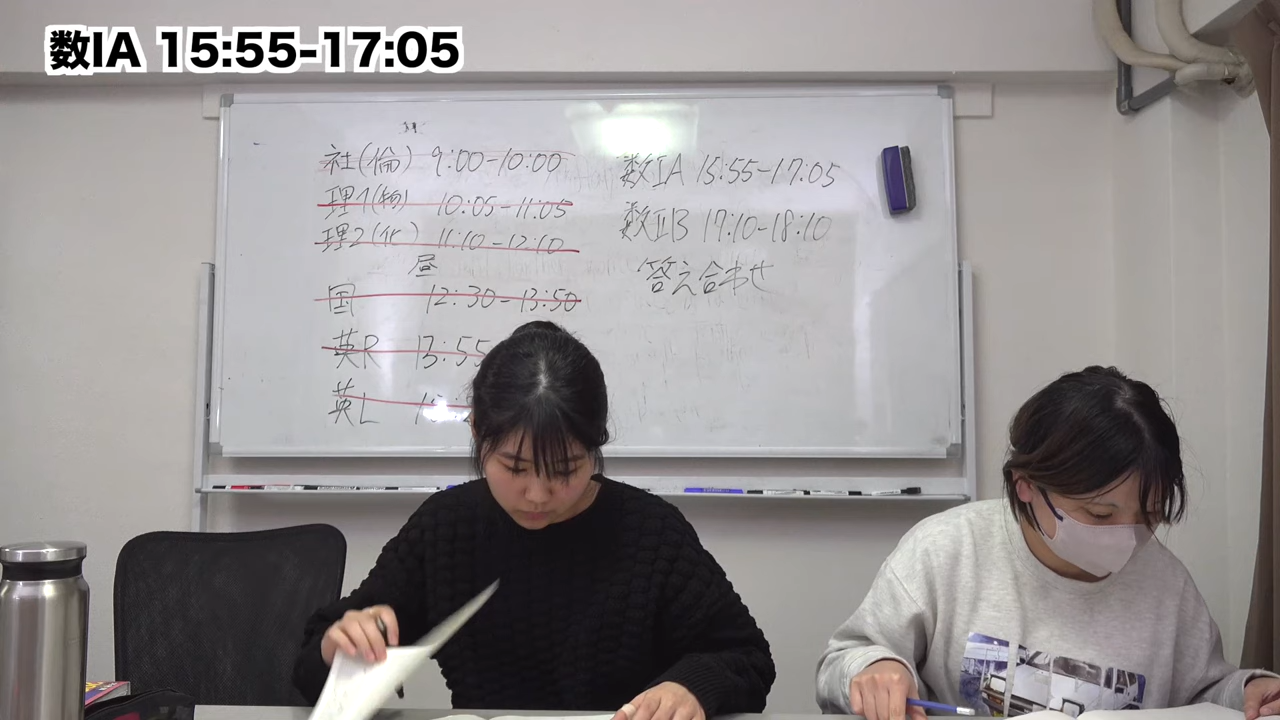 数IA 15:55-17:05
社(倫) 9:00-10:00
理1(物) 10:05-11:05
理2(化) 11:10-12:10
昼
国 12:30-13:50
英R 13:55
英L
数IA 15:55-17:05
数IIB 17:10-18:10
答え合わせ